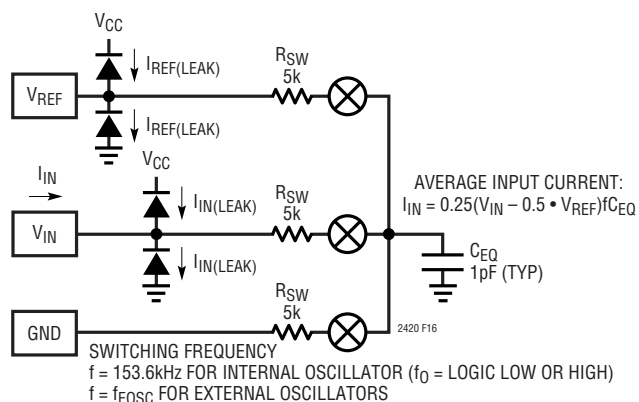 VCC
IREF(LEAK)
RSW
5k
VREF
IREF(LEAK)
VCC
IIN
IIN(LEAK)
RSW
5k
AVERAGE INPUT CURRENT:
IIN = 0.25(VIN – 0.5 • VREF)fCEQ
VIN
IIN(LEAK)
CEQ
1pF (TYP)
RSW
5k
GND
2420 F16
SWITCHING FREQUENCY
f = 153.6kHz FOR INTERNAL OSCILLATOR (fO = LOGIC LOW OR HIGH)
f = fEOSC FOR EXTERNAL OSCILLATORS